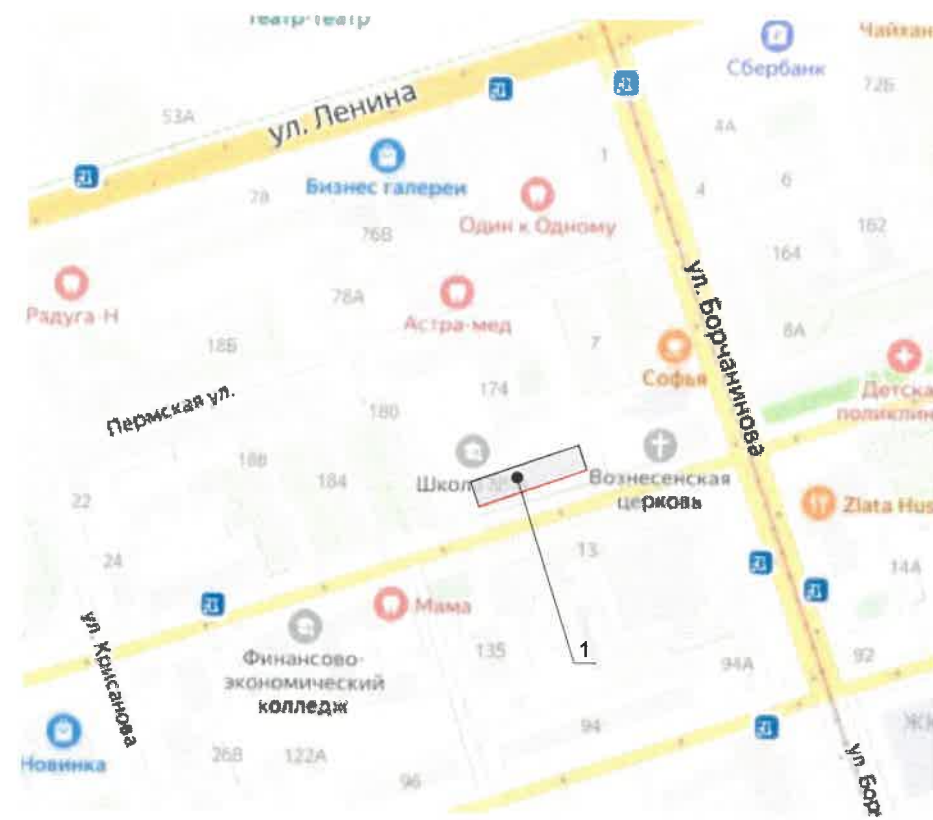 Театр-Театр
Чайхан
Сбербанк
72Б
53А
ул. Ленина
4А
1
Бизнес галереи
78
4
6
Один к Одному
76В
162
164
ул. Борчанинова
Радуга-Н
78А
Астра-мед
8А
18Б
7
Софья
Детска
поликлин
174
Пермская ул.
180
18В
184
Школ
Вознесенская
церковь
22
Zlata Hus
13
24
14А
Мама
ул. Крисанова
Финансово-
экономический
колледж
135
1
94А
92
Новинка
26В
122А
94
96
ЖК
ул. Бор